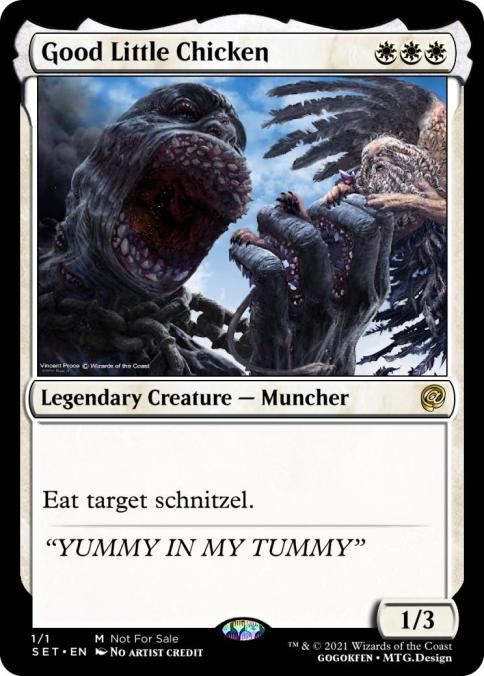 Good Little Chicken
Vincent Proce © Wizards of the Coast
Legendary Creature — Muncher
Eat target schnitzel.
“YUMMY IN MY TUMMY”
1/3
1/1 M Not For Sale
SET • EN No artist credit
™ & © 2021 Wizards of the Coast
GOGOKFEN • MTG.Design